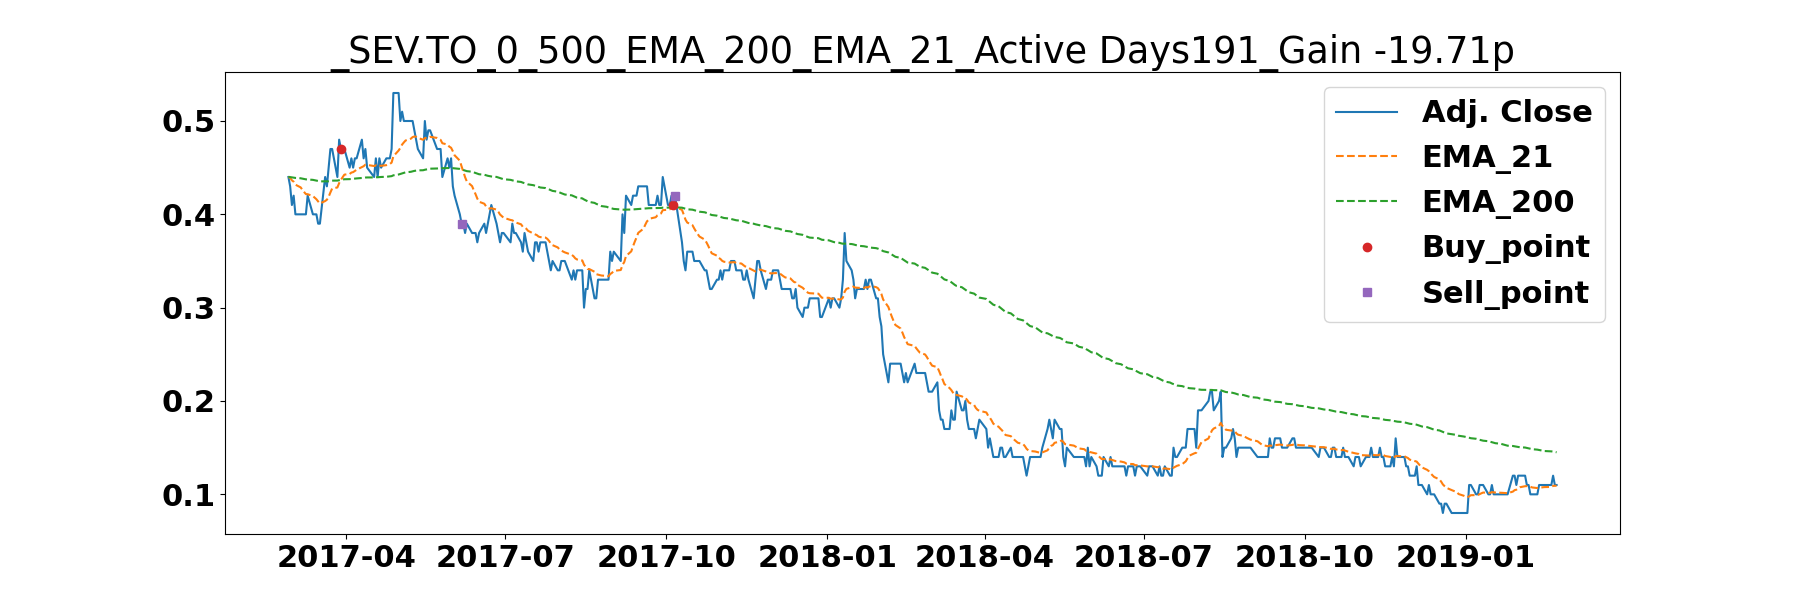 _SEV.TO_0_500_EMA_200_EMA_21_Active Days191_Gain -19.71p
0.5
0.4
0.3
0.2
0.1
Adj. Close
EMA_21
EMA_200
Buy_point
Sell_point
2017-04 2017-07 2017-10 2018-01 2018-04 2018-07 2018-10 2019-01